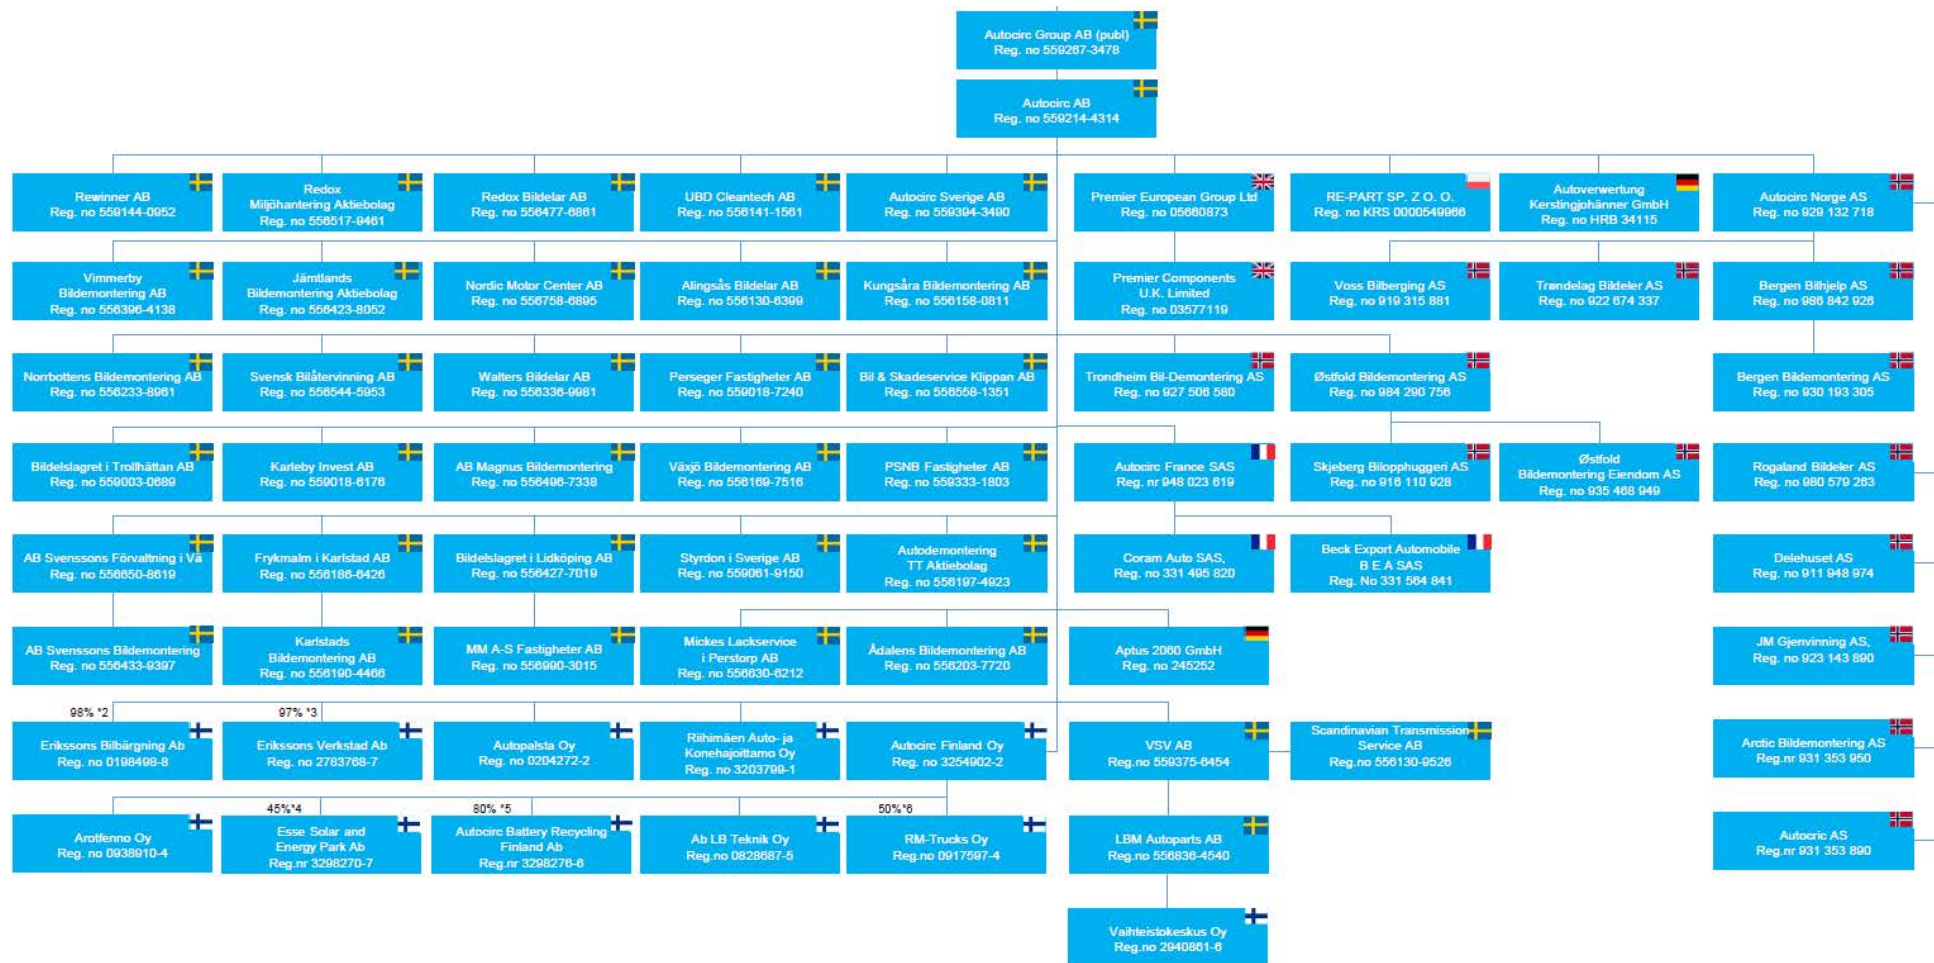 Autocirc Group AB (publ)
Reg. no 559267-3478
Autocirc AB
Reg. no 559214-4314
Rewinner AB
Reg. no 559144-0952
Redox
Miljöhantering Aktiebolag
Reg. no 556517-9461
Redox Bildelar AB
Reg. no 556477-6861
UBD Cleantech AB
Reg. no 556141-1561
Autocirc Sverige AB
Reg. no 559394-3490
Premier European Group Ltd
Reg. no 05660873
RE-PART SP. Z O. O.
Reg. no KRS 0000549966
Autoverwertung
Kerstingjohänner GmbH
Reg. no HRB 34115
Autocirc Norge AS
Reg. no 929 132 718
Vimmerby
Bildemontering AB
Reg. no 556396-4138
Jämtlands
Bildemontering Aktiebolag
Reg. no 556423-8052
Nordic Motor Center AB
Reg. no 556758-6895
Alingsås Bildelar AB
Reg. no 556130-6399
Kungsåra Bildemontering AB
Reg. no 556158-0811
Premier Components
U.K. Limited
Reg. no 03577119
Voss Bilberging AS
Reg. no 919 315 881
Trøndelag Bildeler AS
Reg. no 922 674 337
Bergen Bilhjelp AS
Reg. no 986 842 926
Norrbottens Bildemontering AB
Reg. no 556233-8961
Svensk Bilåtervinning AB
Reg. no 556544-5953
Walters Bildelar AB
Reg. no 556336-9981
Perseger Fastigheter AB
Reg. no 559018-7240
Bil & Skadeservice Klippan AB
Reg. no 556558-1351
Trondheim Bil-Demontering AS
Reg. no 927 506 580
Østfold Bildemontering AS
Reg. no 984 290 756
Bergen Bildemontering AS
Reg. no 930 193 305
Bildelslagret i Trollhättan AB
Reg. no 559003-0689
Karleby Invest AB
Reg. no 559018-6176
AB Magnus Bildemontering
Reg. no 556496-7338
Växjö Bildemontering AB
Reg. no 556169-7516
PSNB Fastigheter AB
Reg. no 559333-1803
Autocirc France SAS
Reg. nr 948 023 619
Skjeberg Bilopphuggeri AS
Reg. no 916 110 928
Østfold
Bildemontering Eiendom AS
Reg. no 935 468 949
Rogaland Bildeler AS
Reg. no 980 579 263
AB Svenssons Förvaltning i Vä
Reg. no 556650-8619
Frykmalm i Karlstad AB
Reg. no 556186-6426
Bildelslagret i Lidköping AB
Reg. no 556427-7019
Styrdon i Sverige AB
Reg. no 559061-9150
Autodemontering
TT Aktiebolag
Reg. no 556197-4923
Coram Auto SAS,
Reg. no 331 495 820
Beck Export Automobile
B E A SAS
Reg. No 331 564 841
Delehuset AS
Reg. no 911 948 974
AB Svenssons Bildemontering
Reg. no 556433-9397
Karlstads
Bildemontering AB
Reg. no 556190-4466
MM A-S Fastigheter AB
Reg. no 556990-3015
Mickes Lackservice
i Perstorp AB
Reg. no 556630-6212
Ådalens Bildemontering AB
Reg. no 556203-7720
Aptus 2060 GmbH
Reg. no 245252
JM Gjenvinning AS,
Reg. no 923 143 890
98% *2
97% *3
Erikssons Bilbärgning Ab
Reg. no 0198498-8
Erikssons Verkstad Ab
Reg. no 2783768-7
Autopalsta Oy
Reg. no 0204272-2
Riihimäen Auto- ja
Konehajoittamo Oy
Reg. no 3203799-1
Autocirc Finland Oy
Reg. no 3254902-2
VSV AB
Reg.no 559375-6454
Scandinavian Transmission
Service AB
Reg.no 556130-9526
Arctic Bildemontering AS
Reg.nr 931 353 950
45%*4
80% *5
50%*6
Arotfenno Oy
Reg. no 0938910-4
Esse Solar and
Energy Park Ab
Reg.nr 3298270-7
Autocirc Battery Recycling
Finland Ab
Reg.nr 3298276-6
Ab LB Teknik Oy
Reg.no 0828687-5
RM-Trucks Oy
Reg.no 0917597-4
LBM Autoparts AB
Reg.no 556836-4540
Autocric AS
Reg.nr 931 353 890
Vaihteistokeskus Oy
Reg.no 2940861-6